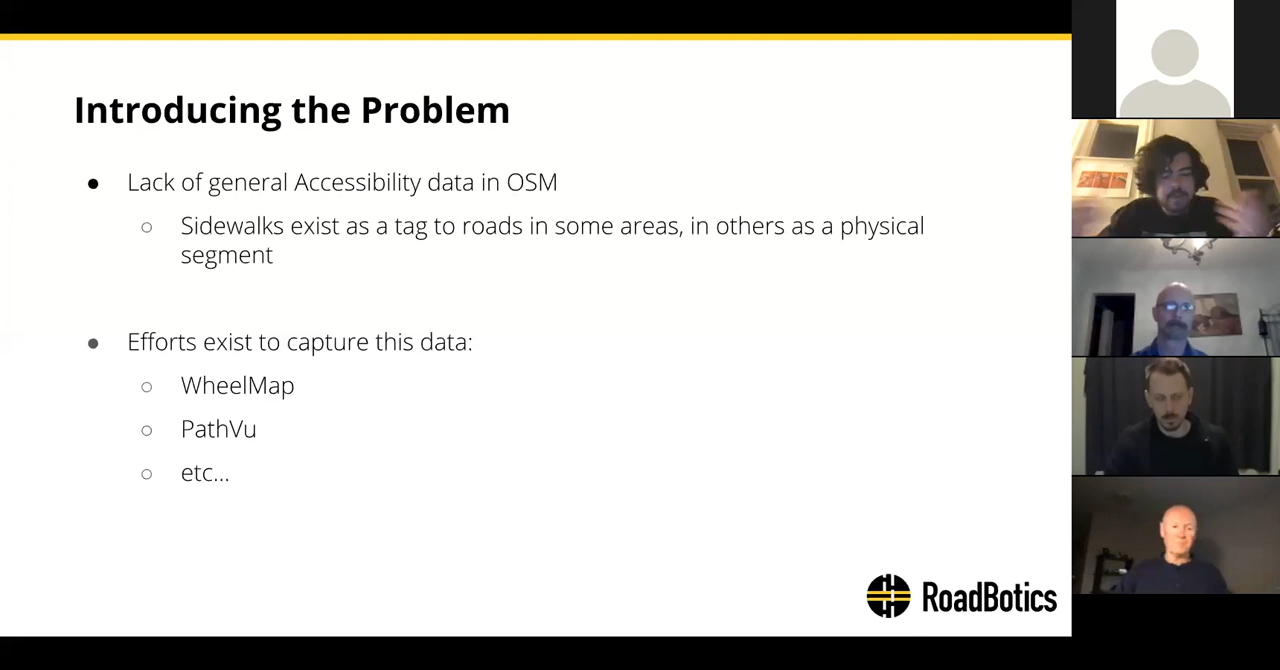 Introducing the Problem
● Lack of general Accessibility data in OSM
○ Sidewalks exist as a tag to roads in some areas, in others as a physical
segment
● Efforts exist to capture this data:
○ WheelMap
○ PathVu
○ etc...
RoadBotics